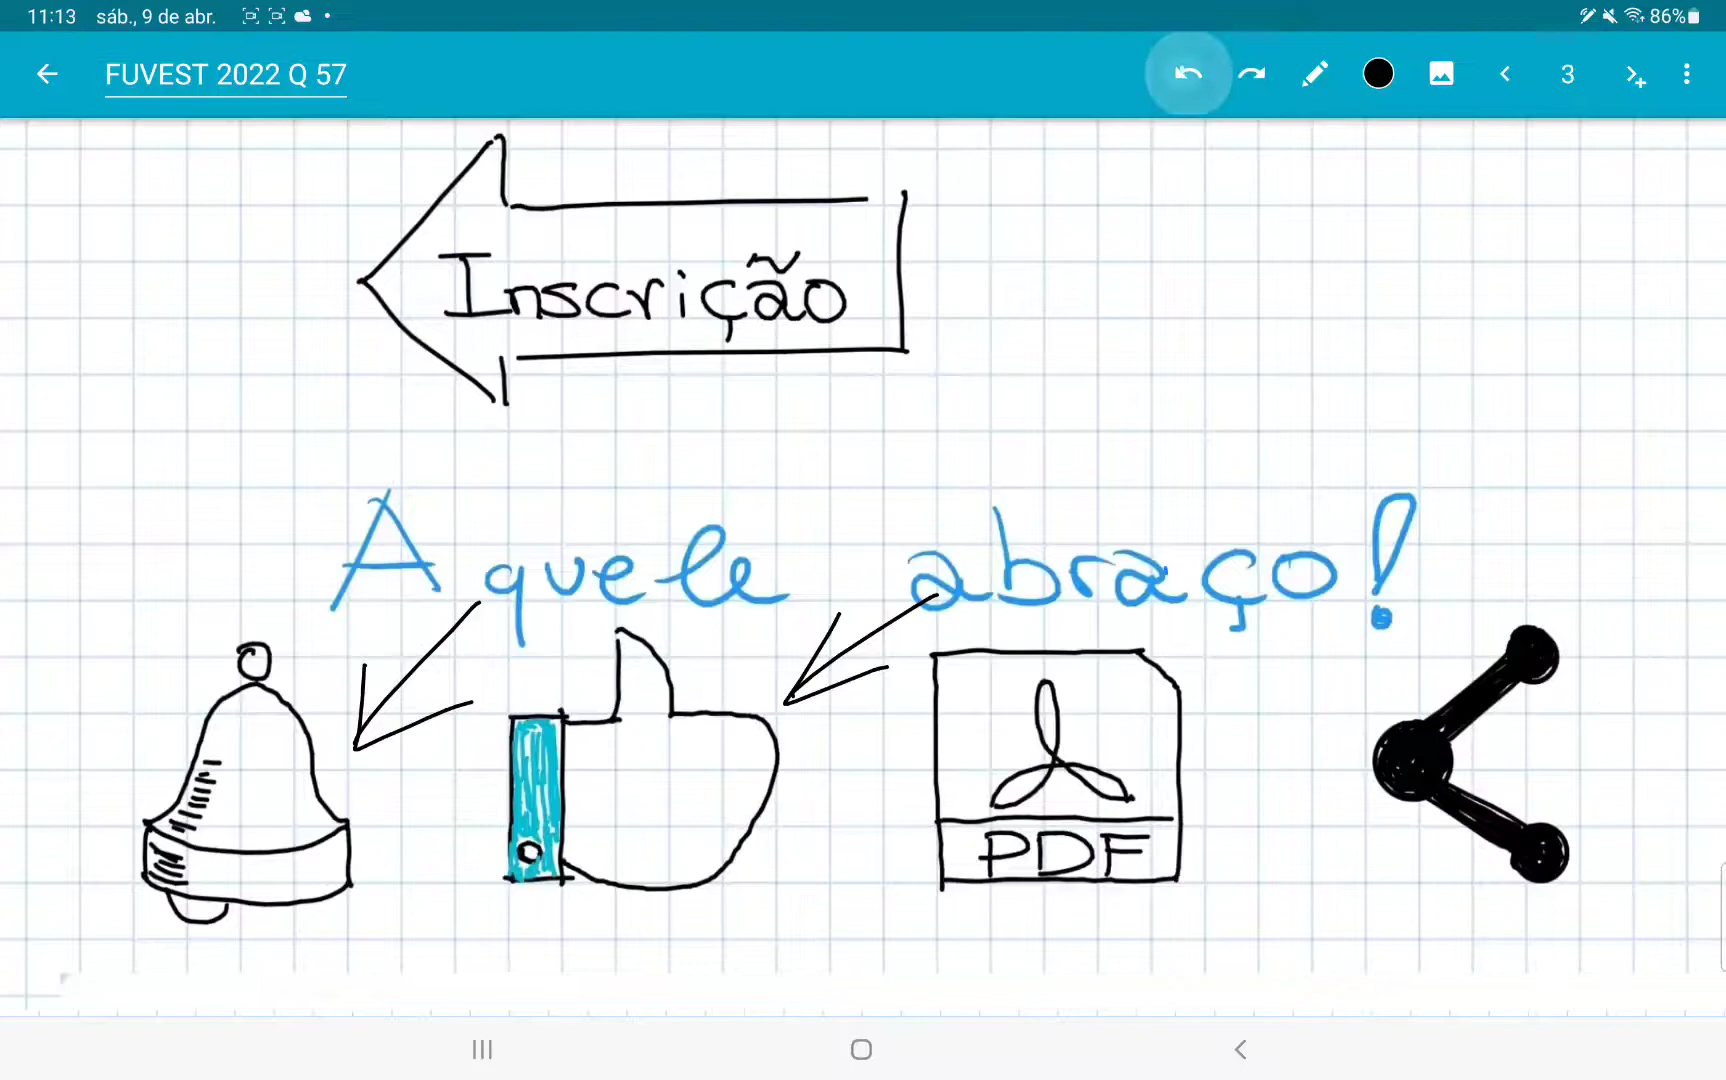 11:13 sáb., 9 de abr. 86%
FUVEST 2022 Q 57 3
Inscrição
Aquele abraço!
PDF